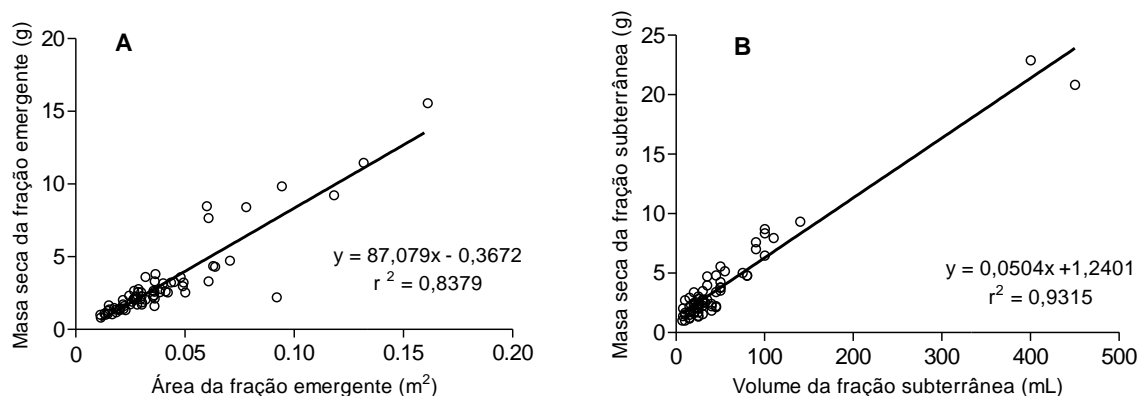 A
Masa seca da fração emergente (g)
20
15
10
5
0
y = 87,079x - 0,3672
r 2 = 0,8379
0 0.05 0.10 0.15 0.20
Área da fração emergente (m2)
B
Masa seca da fração subterrânea (g)
25
20
15
10
5
0
y = 0,0504x +1,2401
r2 = 0,9315
0 100 200 300 400 500
Volume da fração subterrânea (mL)